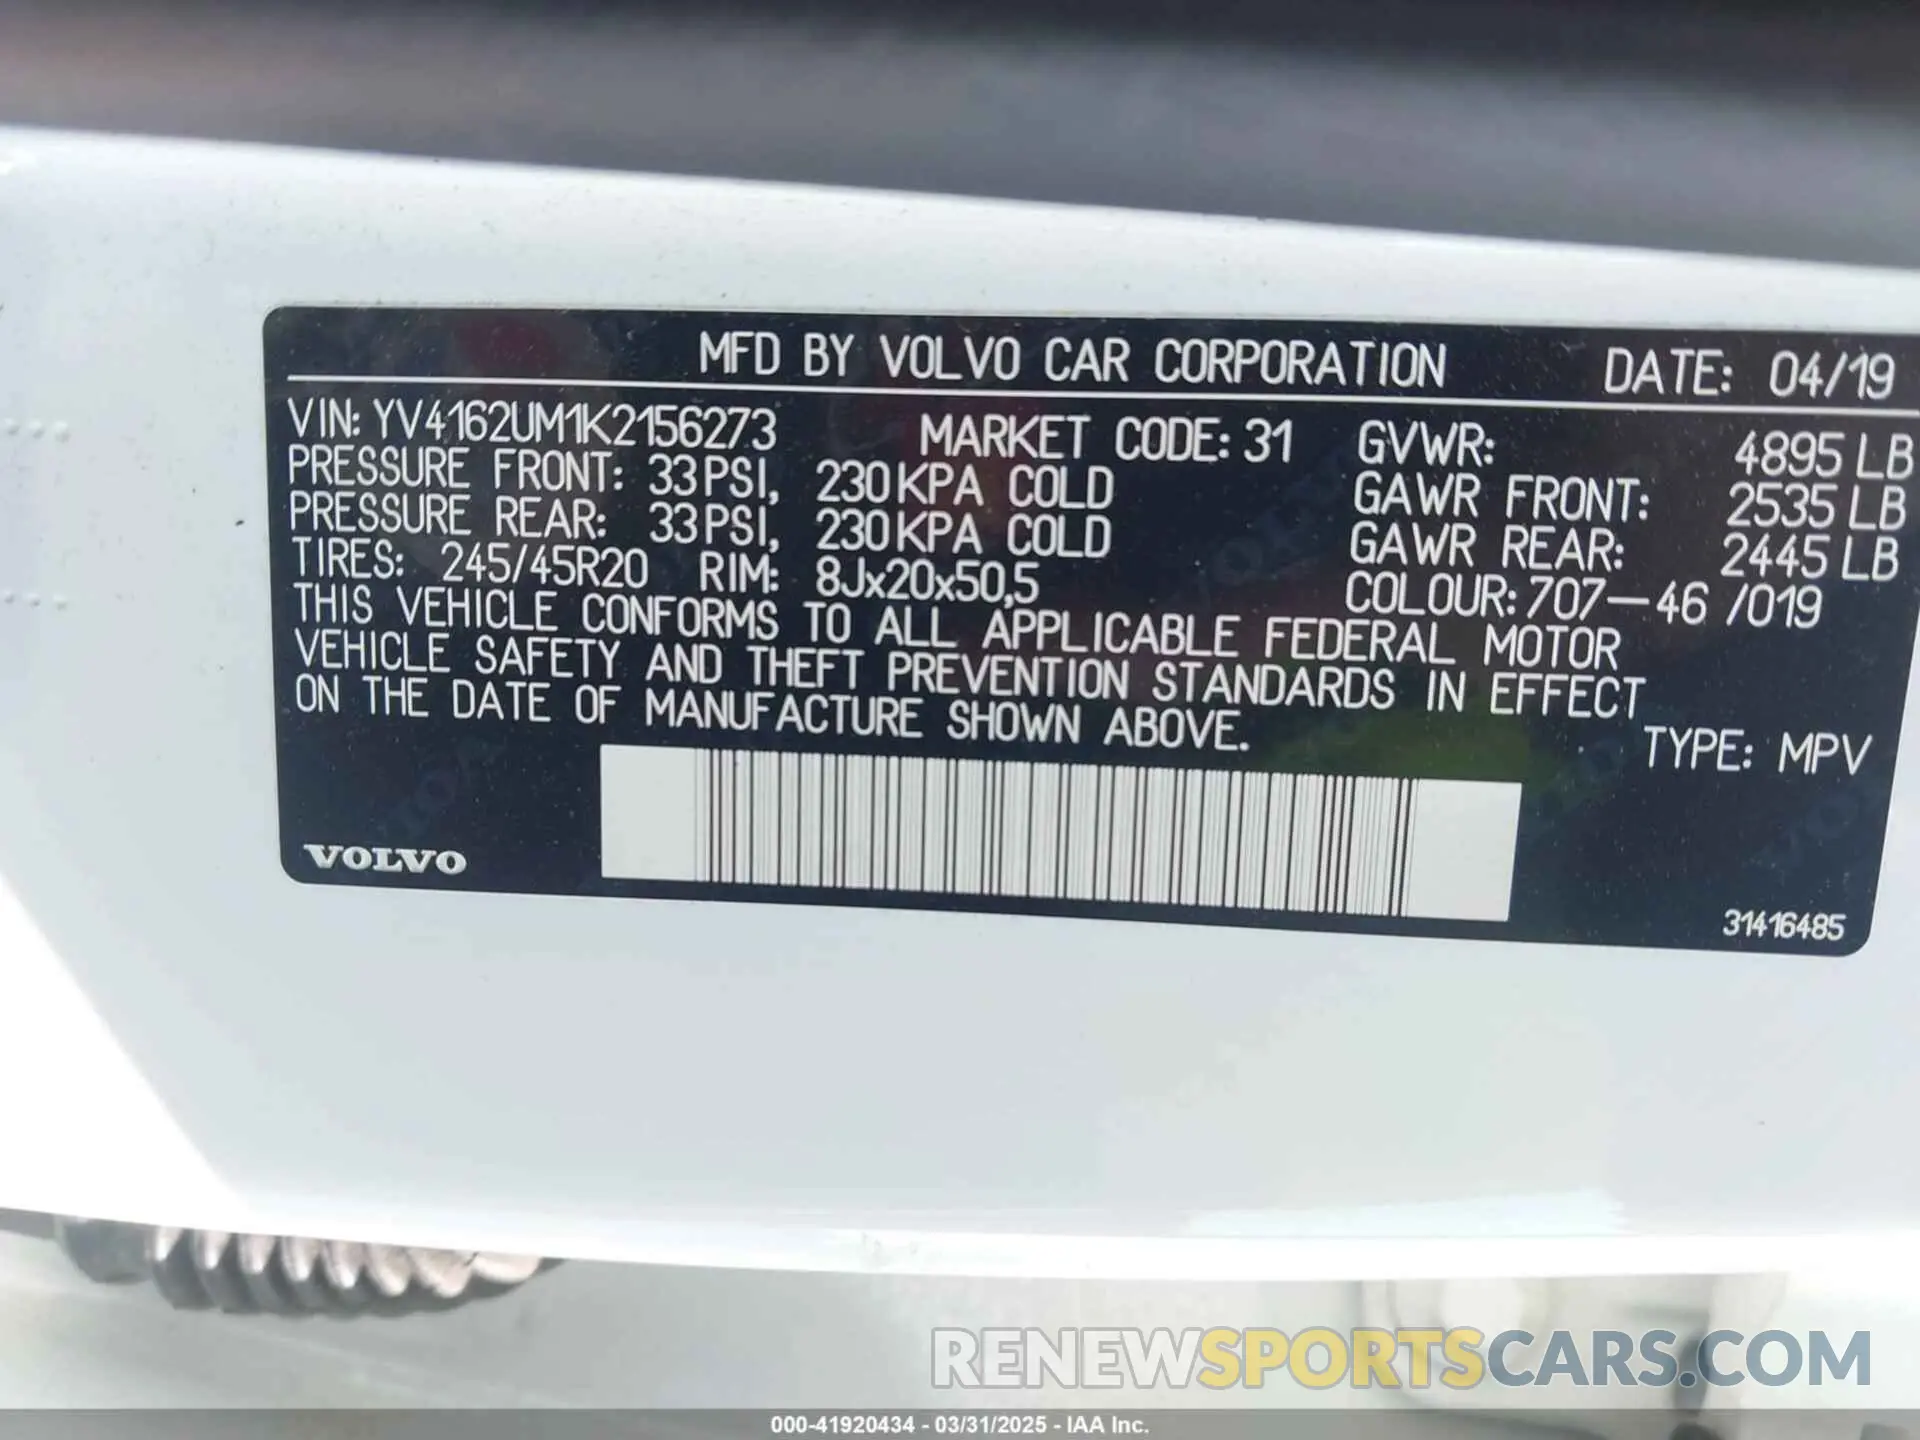 MFD BY VOLVO CAR CORPORATION DATE: 04/19
VIN: YV4162UM1K2156273 MARKET CODE: 31 GVWR: 4895 LB
PRESSURE FRONT: 33 PSI, 230 KPA COLD GAWR FRONT: 2535 LB
PRESSURE REAR: 33 PSI, 230 KPA COLD GAWR REAR: 2445 LB
TIRES: 245/45R20 RIM: 8Jx20x50,5 COLOUR: 707-46 /019
THIS VEHICLE CONFORMS TO ALL APPLICABLE FEDERAL MOTOR
VEHICLE SAFETY AND THEFT PREVENTION STANDARDS IN EFFECT
ON THE DATE OF MANUFACTURE SHOWN ABOVE.
TYPE: MPV
VOLVO
31416485
RENEWSPORTSCARS.COM
000-41920434 - 03/31/2025 - IAA Inc.